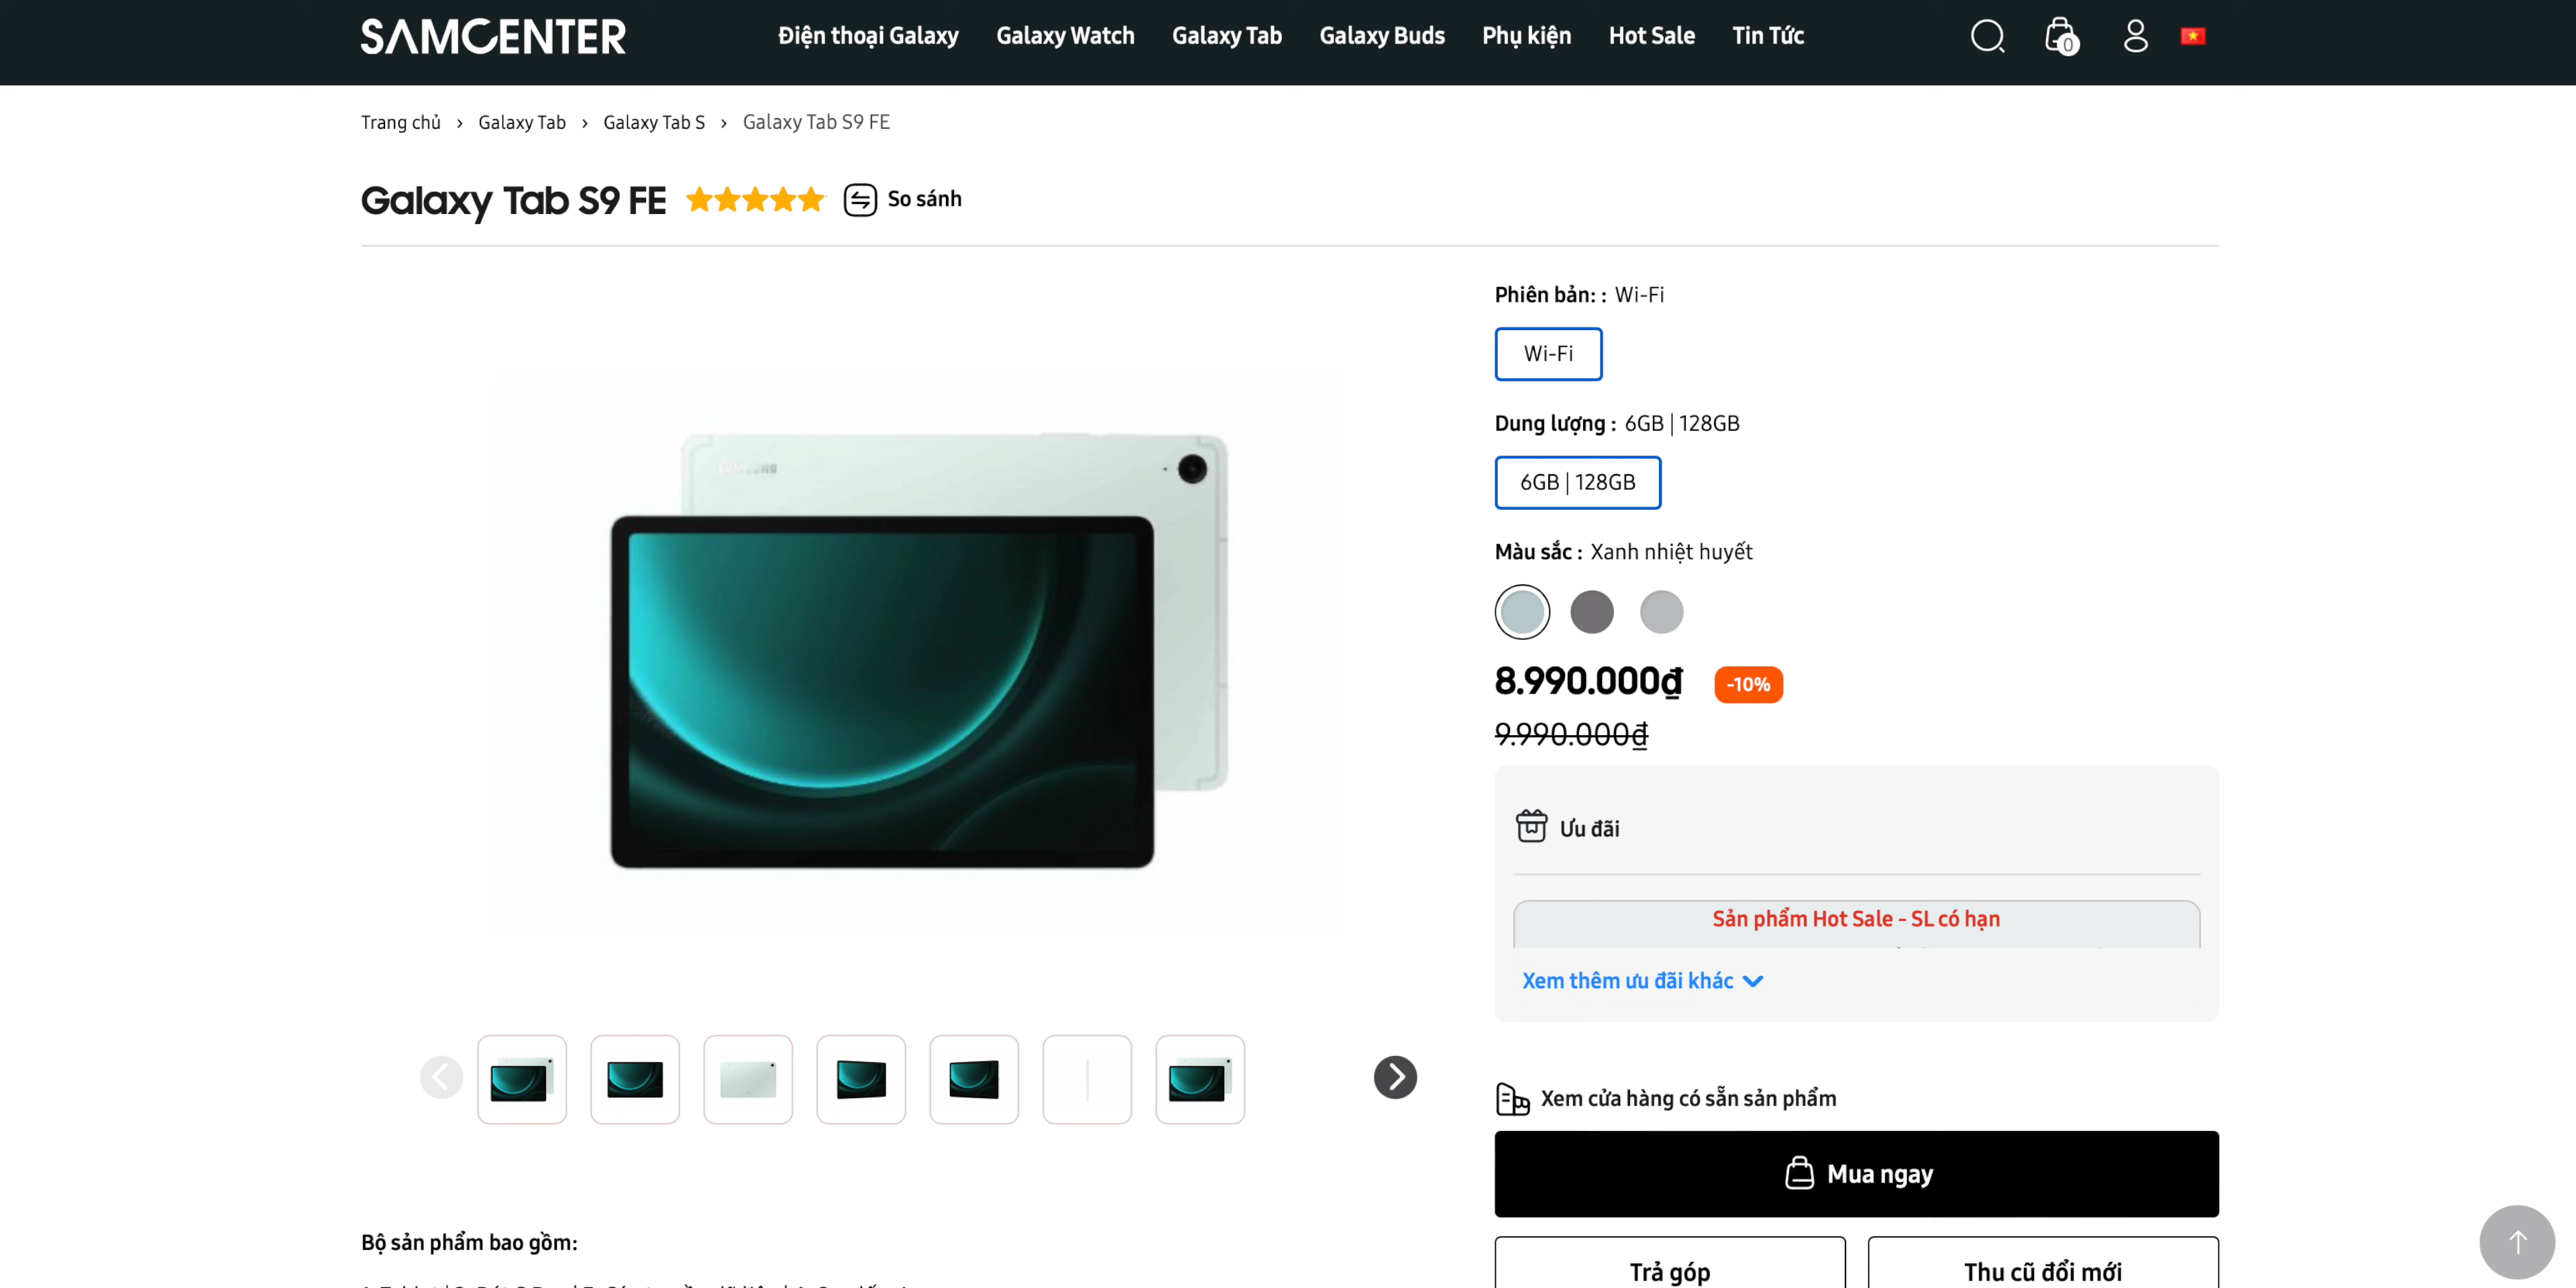 SAMCENTER
Điện thoại Galaxy Galaxy Watch Galaxy Tab Galaxy Buds Phụ kiện Hot Sale Tin Tức
0
Trang chủ › Galaxy Tab › Galaxy Tab S › Galaxy Tab S9 FE
Galaxy Tab S9 FE So sánh
Phiên bản: : Wi-Fi
Wi-Fi
Dung lượng : 6GB | 128GB
6GB | 128GB
Màu sắc : Xanh nhiệt huyết
8.990.000₫ -10%
9.990.000₫
SAMSUNG
Ưu đãi
Sản phẩm Hot Sale - SL có hạn
Xem thêm ưu đãi khác
Xem cửa hàng có sẵn sản phẩm
Mua ngay
Trả góp Thu cũ đổi mới
Bộ sản phẩm bao gồm: